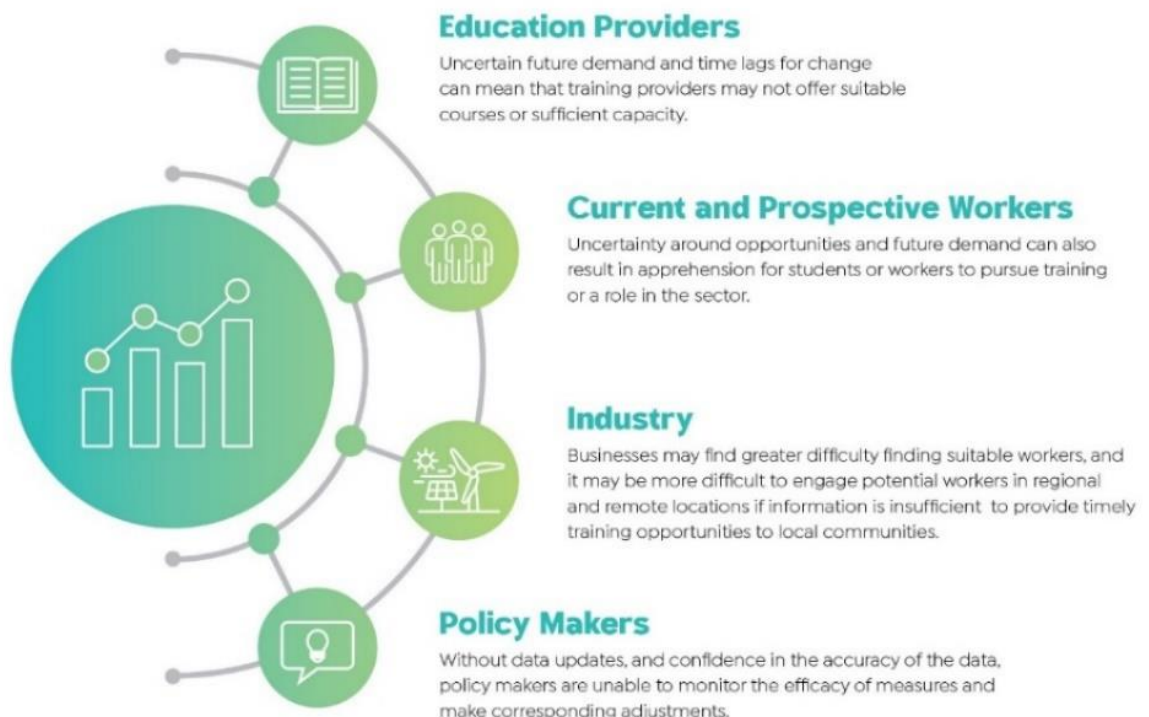 Education Providers
Uncertain future demand and time lags for change
can mean that training providers may not offer suitable
courses or sufficient capacity.
Current and Prospective Workers
Uncertainty around opportunities and future demand can also
result in apprehension for students or workers to pursue training
or a role in the sector.
Industry
Businesses may find greater difficulty finding suitable workers, and
it may be more difficult to engage potential workers in regional
and remote locations if information is insufficient to provide timely
training opportunities to local communities.
Policy Makers
Without data updates, and confidence in the accuracy of the data,
policy makers are unable to monitor the efficacy of measures and
make corresponding adjustments.